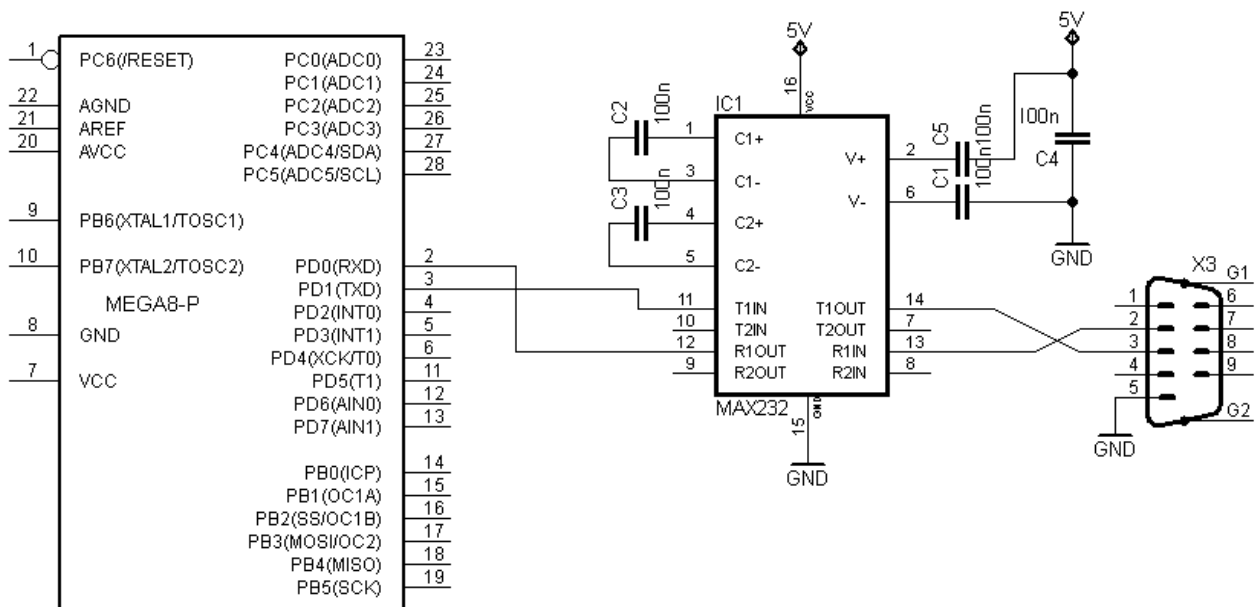 1 PC6(/RESET) PC0(ADC0) 23
PC1(ADC1) 24
22 AGND PC2(ADC2) 25
21 AREF PC3(ADC3) 26
20 AVCC PC4(ADC4/SDA) 27
PC5(ADC5/SCL) 28
9 PB6(XTAL1/TOSC1)
10 PB7(XTAL2/TOSC2) PD0(RXD) 2
PD1(TXD) 3
MEGA8-P PD2(INT0) 4
8 GND PD3(INT1) 5
PD4(XCK/T0) 6
7 VCC PD5(T1) 11
PD6(AIN0) 12
PD7(AIN1) 13
PB0(ICP) 14
PB1(OC1A) 15
PB2(SS/OC1B) 16
PB3(MOSI/OC2) 17
PB4(MISO) 18
PB5(SCK) 19
5V
16 VCC
IC1
C2 100n
C3 100n
1 C1+
3 C1-
4 C2+
5 C2-
V+ 2
V- 6
C5 100n
C1 100n
5V
100n
C4
GND
11 T1IN T1OUT 14
10 T2IN T2OUT 7
12 R1OUT R1IN 13
9 R2OUT R2IN 8
MAX232
15 GND
GND
X3
G1
1 6
2 7
3 8
4 9
5
G2
GND